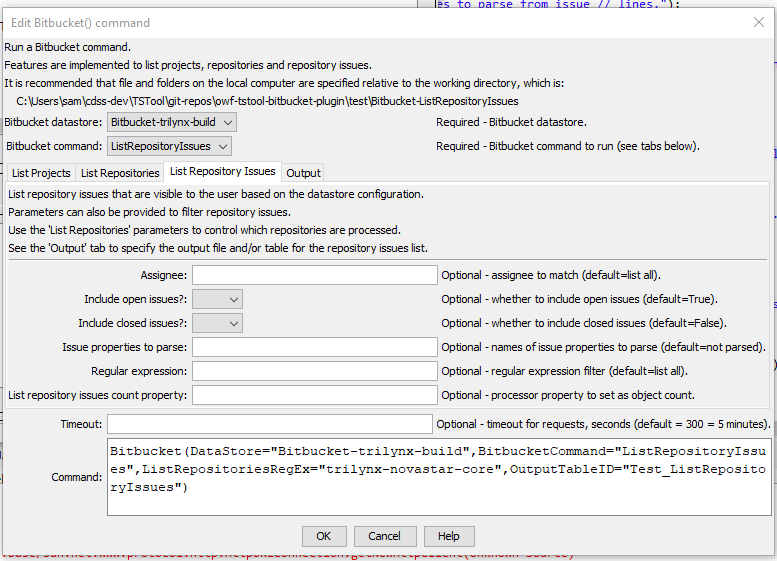 es to parse from issue // lines.");
Edit Bitbucket() command
Run a Bitbucket command.
Features are implemented to list projects, repositories and repository issues.
It is recommended that file and folders on the local computer are specified relative to the working directory, which is:
C:\Users\sam\cdss-dev\TSTool\git-repos\owf-tstool-bitbucket-plugin\test\Bitbucket-ListRepositoryIssues
Bitbucket datastore: Bitbucket-trilynx-build Required - Bitbucket datastore.
Bitbucket command: ListRepositoryIssues Required - Bitbucket command to run (see tabs below).
List Projects List Repositories List Repository Issues Output
List repository issues that are visible to the user based on the datastore configuration.
Parameters can also be provided to filter repository issues.
Use the 'List Repositories' parameters to control which repositories are processed.
See the 'Output' tab to specify the output file and/or table for the repository issues list.
Assignee: Optional - assignee to match (default=list all).
Include open issues?: Optional - whether to include open issues (default=True).
Include closed issues?: Optional - whether to include closed issues (default=False).
Issue properties to parse: Optional - names of issue properties to parse (default=not parsed).
Regular expression: Optional - regular expression filter (default=list all).
List repository issues count property: Optional - processor property to set as object count.
Timeout: Optional - timeout for requests, seconds (default = 300 = 5 minutes).
Command:
Bitbucket(DataStore="Bitbucket-trilynx-build",BitbucketCommand="ListRepositoryIssu
es",ListRepositoriesRegEx="trilynx-novastar-core",OutputTableID="Test_ListReposito
ryIssues")
OK Cancel Help